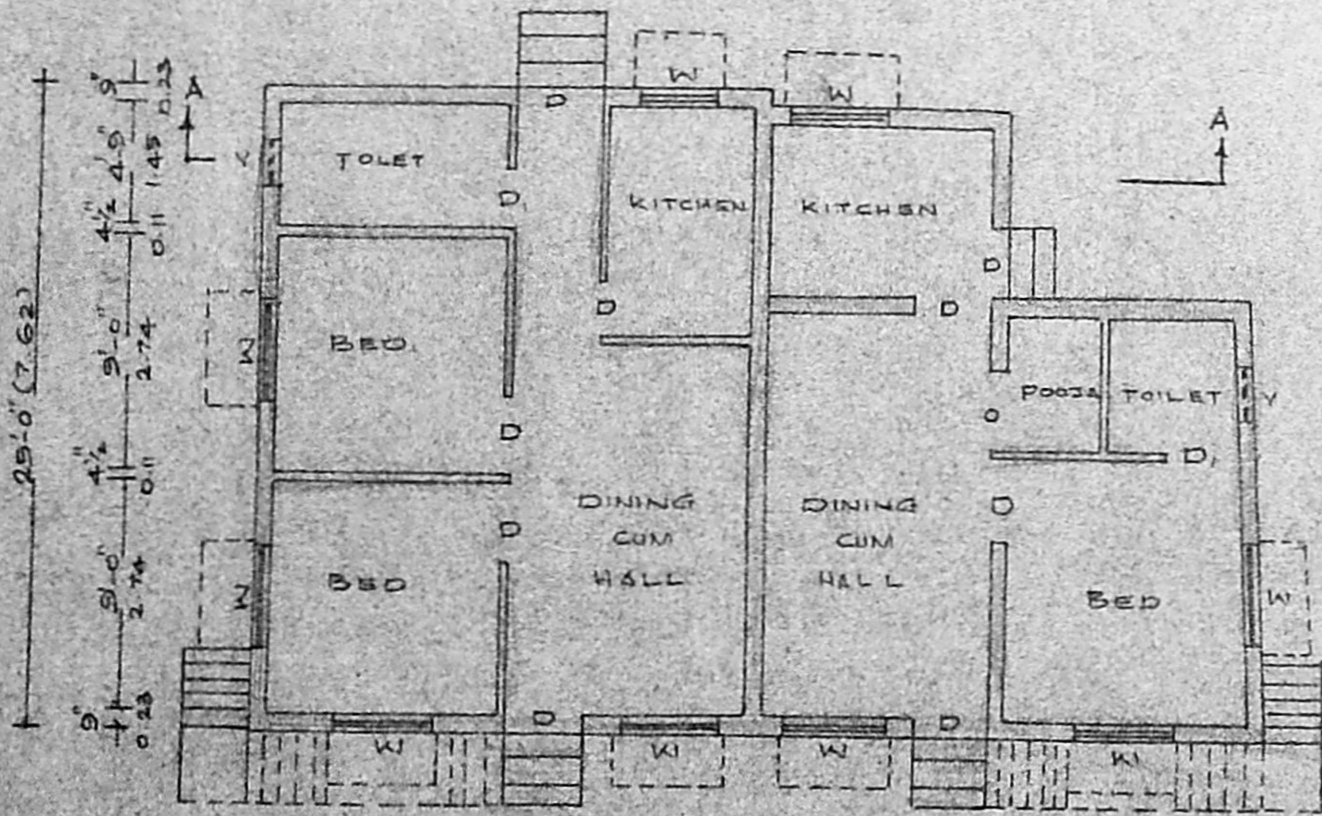 25'-0" (7.62)
9"
0.23
4'-9"
1.45
4½"
0.11
9'-0"
2.74
4½"
0.11
9'-0"
2.74
9"
0.23
A
A
V
TOLET
D
D1
W
KITCHEN
W
KITCHEN
D
D
D
W
BED
D
POOJA
TOILET
V
D
D1
D
W
BED
D
DINING
CUM
HALL
DINING
CUM
HALL
D
BED
W
W
D
W
W
D
W